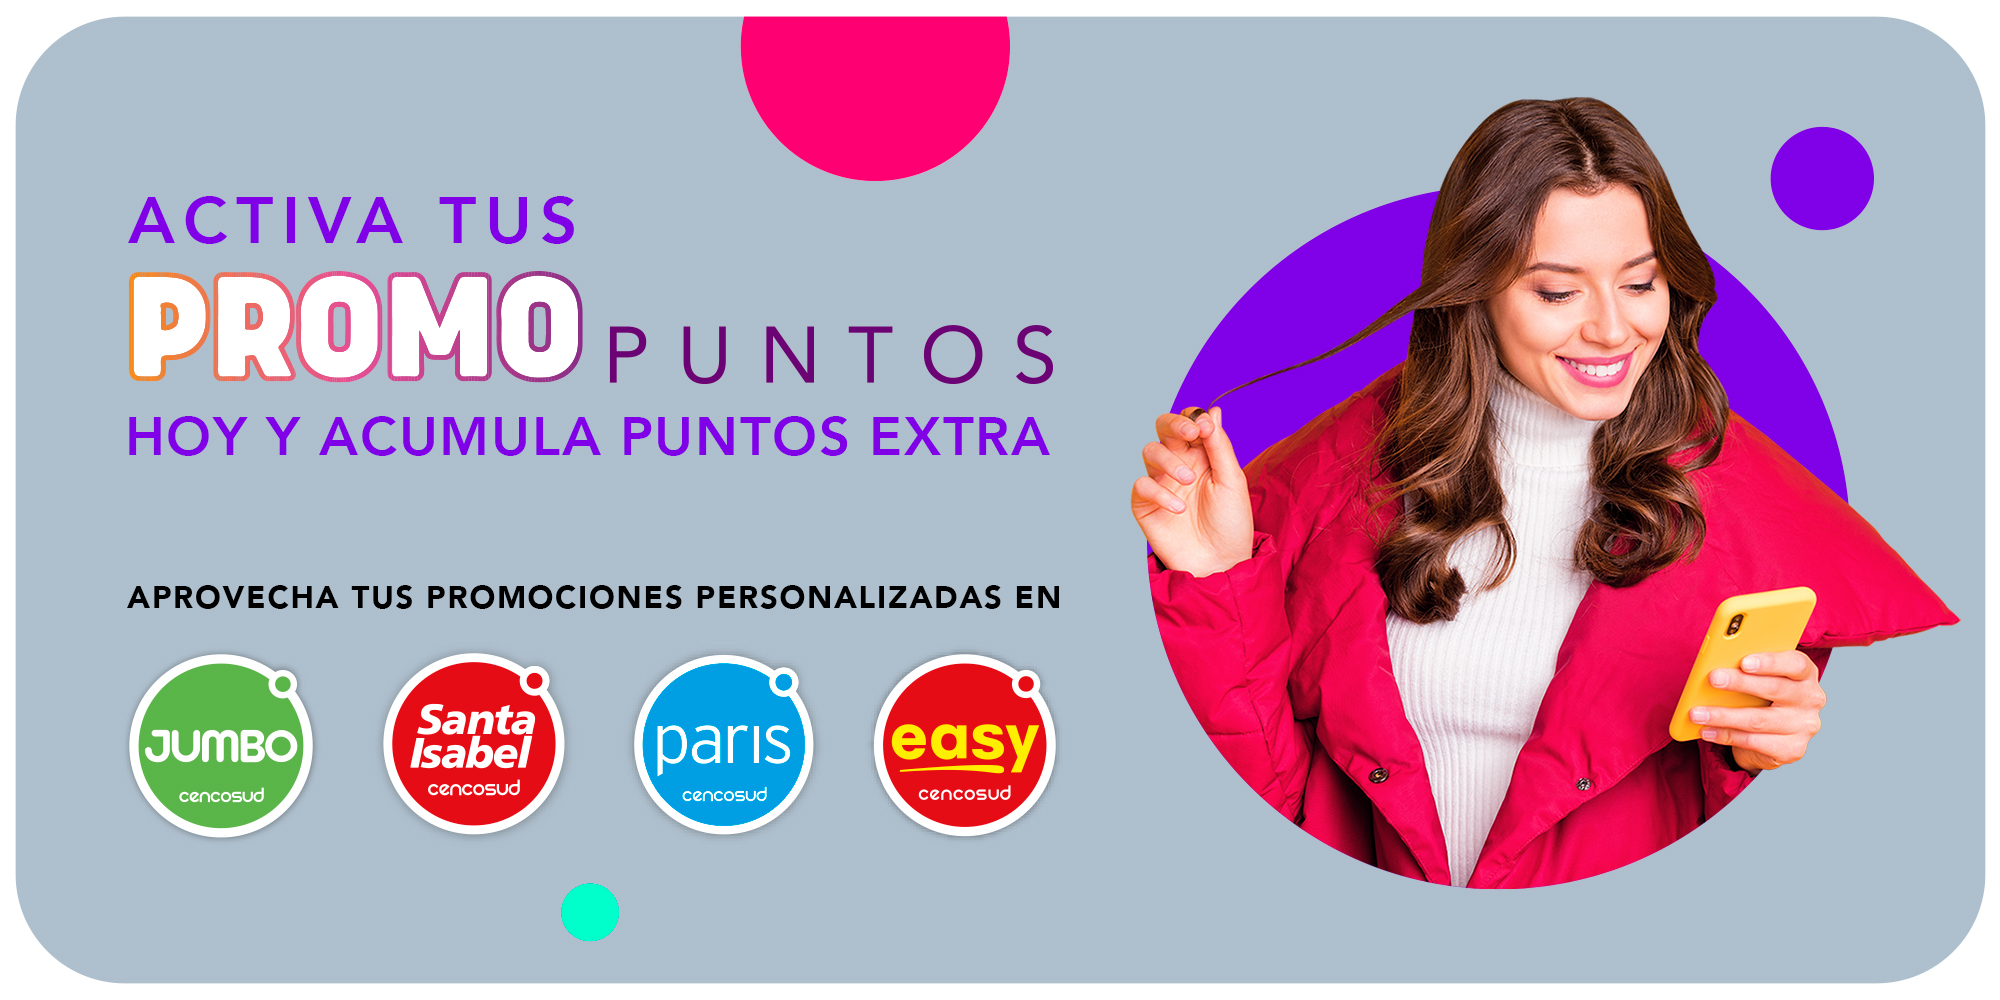 ACTIVA TUS
PROMO PUNTOS
HOY Y ACUMULA PUNTOS EXTRA
APROVECHA TUS PROMOCIONES PERSONALIZADAS EN
JUMBO
cencosud
Santa
Isabel
cencosud
paris
cencosud
easy
cencosud